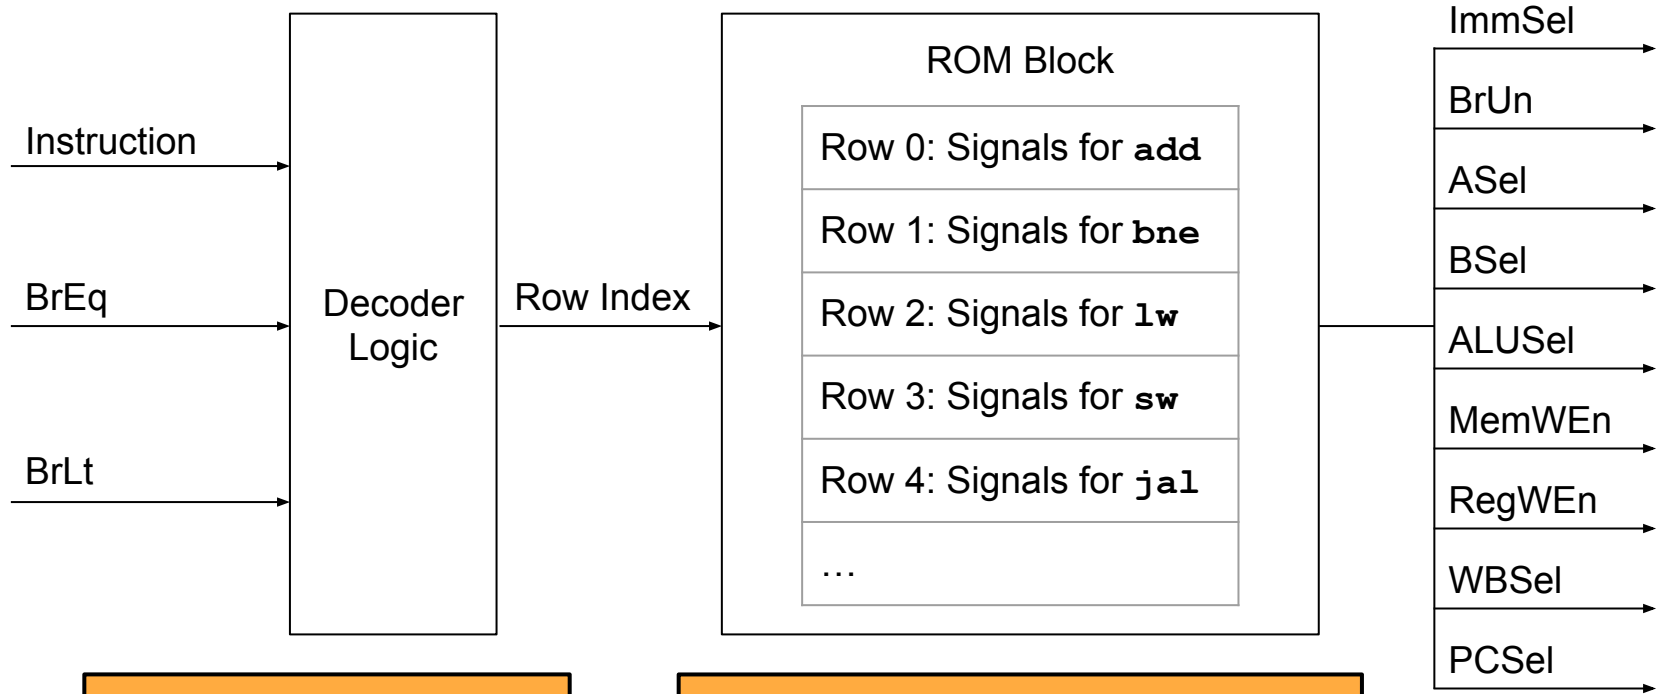 Instruction
BrEq
BrLt
Decoder
Logic
Row Index
ROM Block
Row 0: Signals for add
Row 1: Signals for bne
Row 2: Signals for lw
Row 3: Signals for sw
Row 4: Signals for jal
…
ImmSel
BrUn
ASel
BSel
ALUSel
MemWEn
RegWEn
WBSel
PCSel